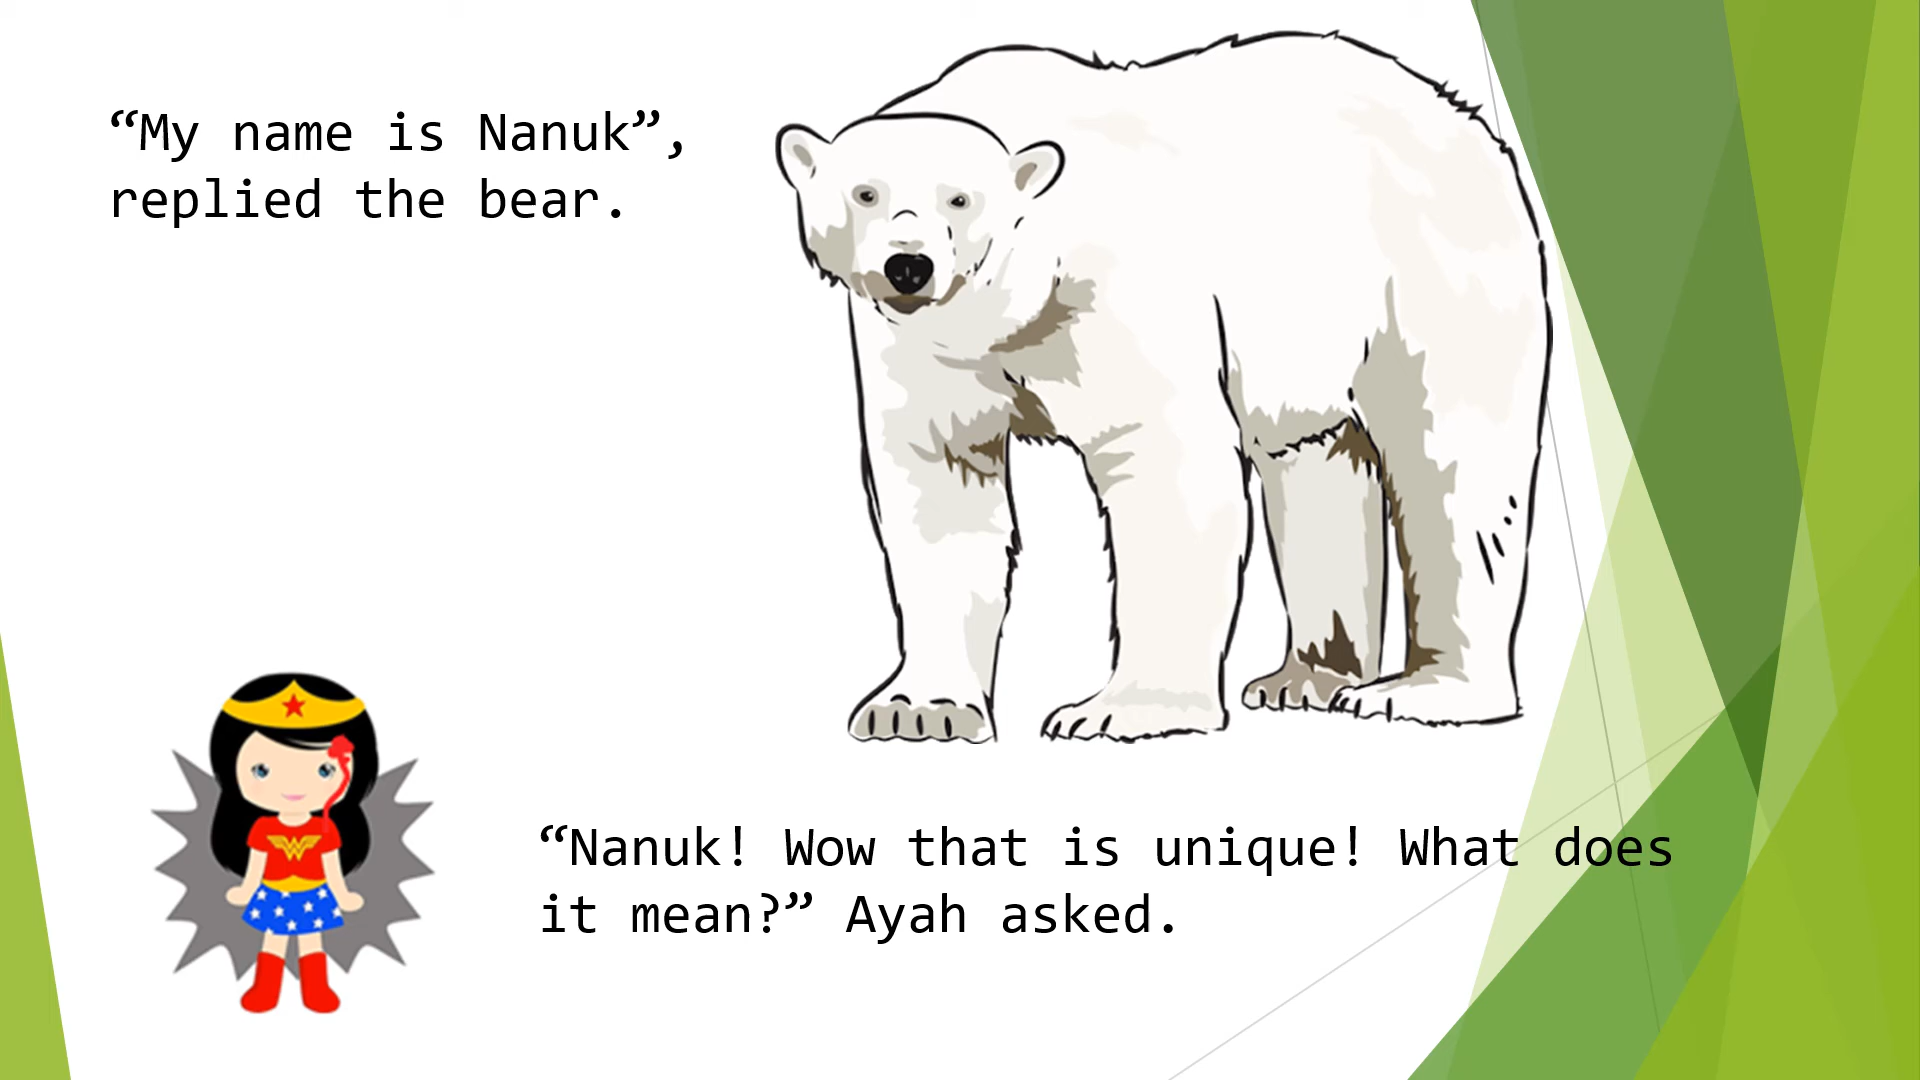 “My name is Nanuk”,
replied the bear.
“Nanuk! Wow that is unique! What does
it mean?” Ayah asked.